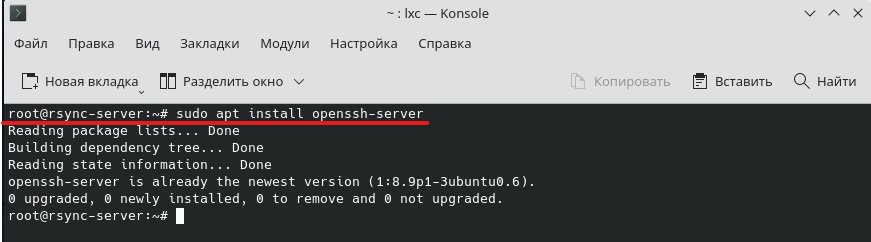 ~ : lxc — Konsole
Файл Правка Вид Закладки Модули Настройка Справка
Новая вкладка Разделить окно Копировать Вставить Найти
root@rsync-server:~# sudo apt install openssh-server
Reading package lists... Done
Building dependency tree... Done
Reading state information... Done
openssh-server is already the newest version (1:8.9p1-3ubuntu0.6).
0 upgraded, 0 newly installed, 0 to remove and 0 not upgraded.
root@rsync-server:~#